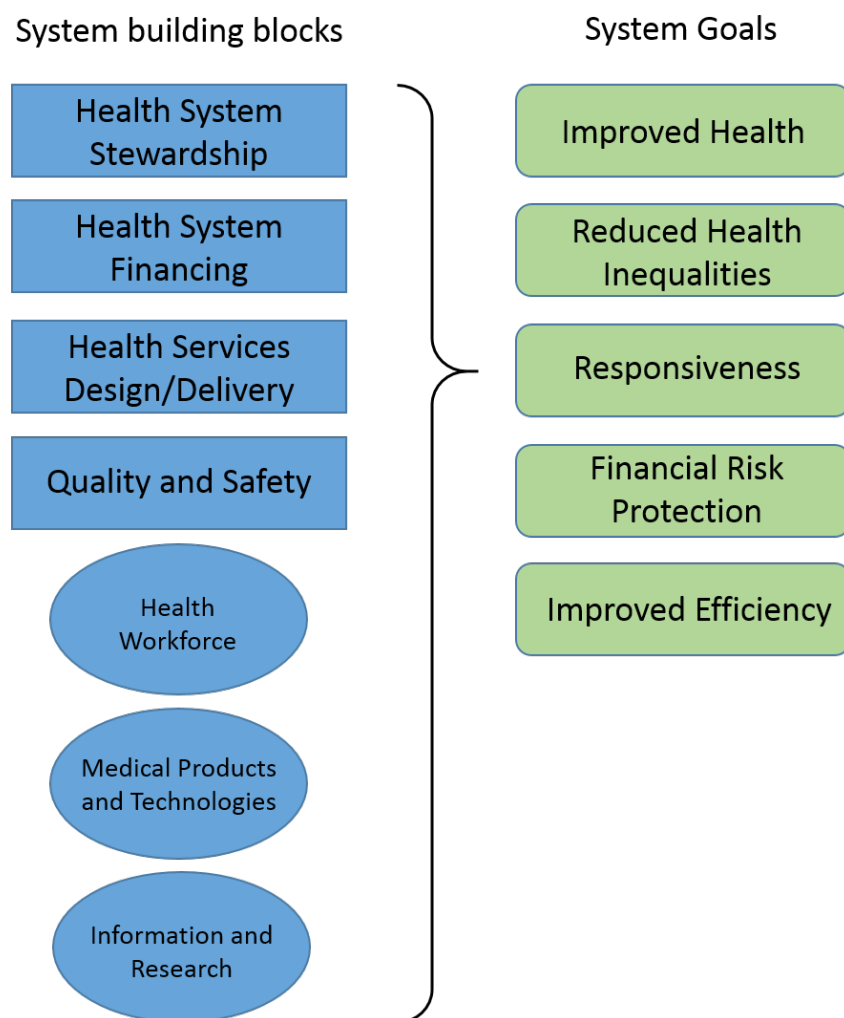 System building blocks
Health System
Stewardship
Health System
Financing
Health Services
Design/Delivery
Quality and Safety
Health
Workforce
Medical Products
and Technologies
Information and
Research
System Goals
Improved Health
Reduced Health
Inequalities
Responsiveness
Financial Risk
Protection
Improved Efficiency